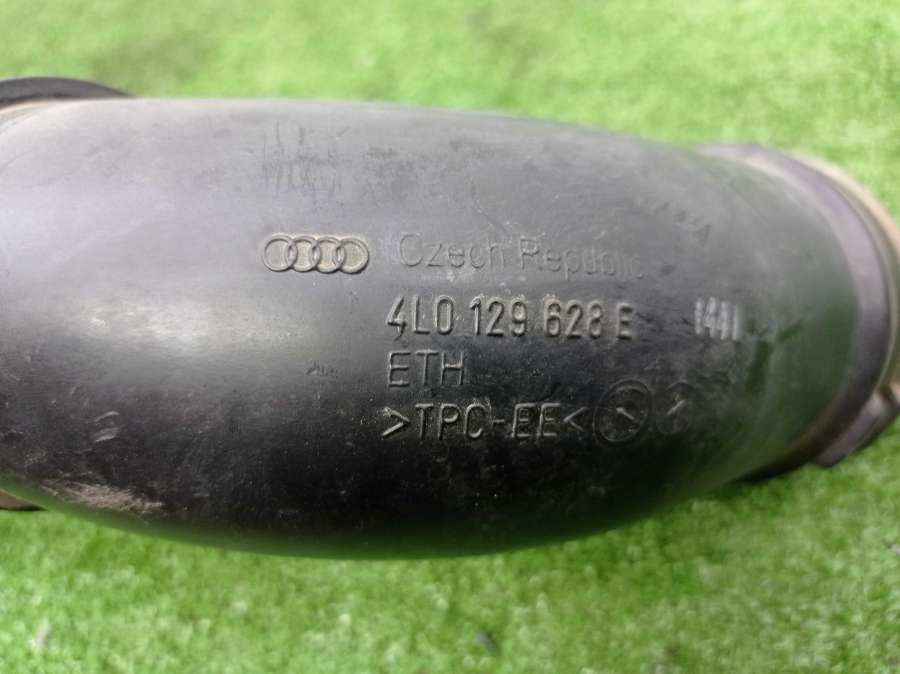 Czech Republic
4L0 129 628 E
ETH
>TPC-EE<